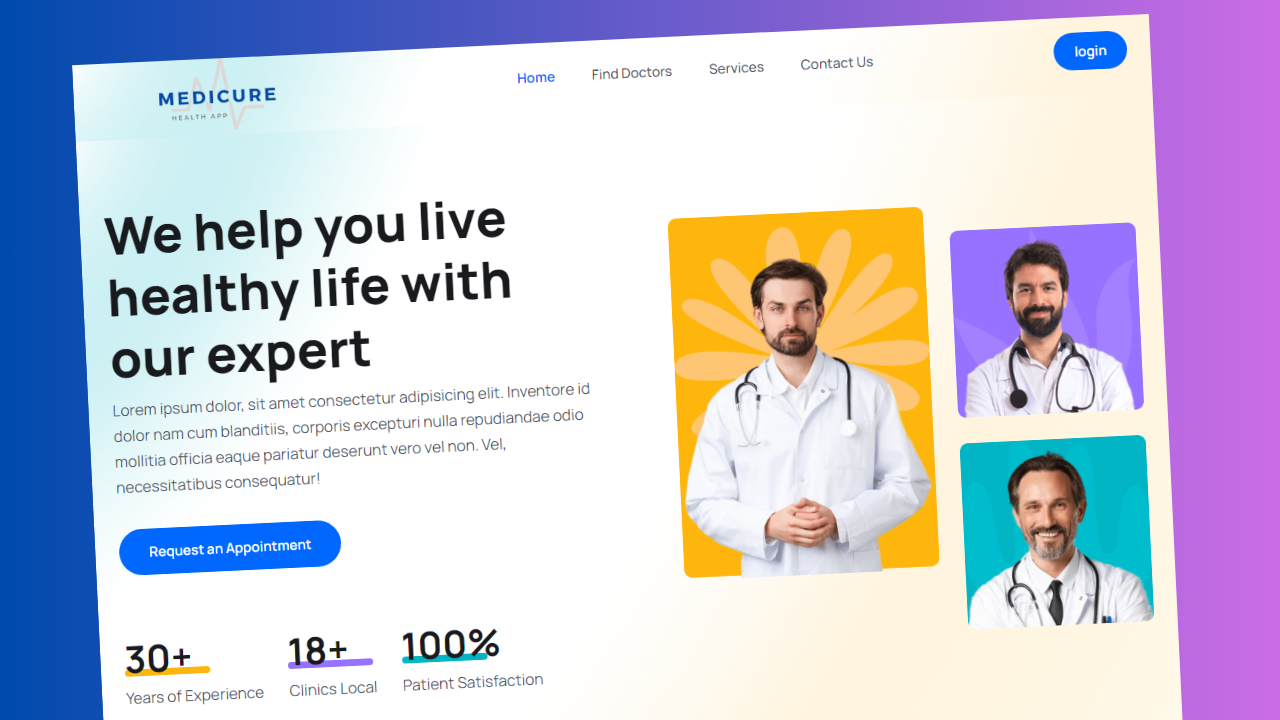 MEDICURE
HEALTH APP
Home
Find Doctors
Services
Contact Us
login
We help you live
healthy life with
our expert
Lorem ipsum dolor, sit amet consectetur adipisicing elit. Inventore id
dolor nam cum blanditiis, corporis excepturi nulla repudiandae odio
mollitia officia eaque pariatur deserunt vero vel non. Vel,
necessitatibus consequatur!
Request an Appointment
30+
Years of Experience
18+
Clinics Local
100%
Patient Satisfaction